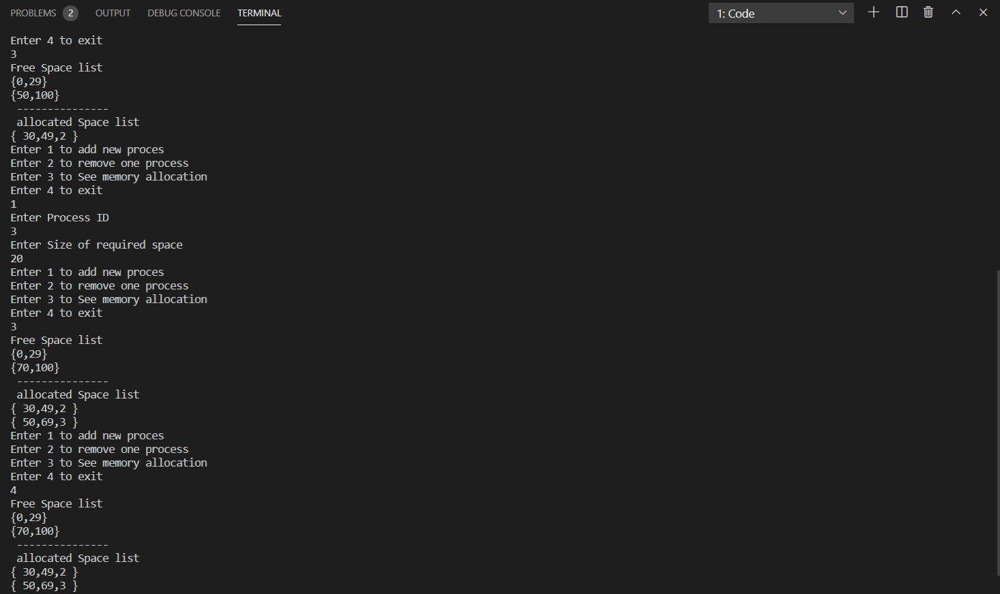 PROBLEMS 2 OUTPUT DEBUG CONSOLE TERMINAL 1: Code
Enter 4 to exit
3
Free Space list
{0,29}
{50,100}
---------------
allocated Space list
{ 30,49,2 }
Enter 1 to add new proces
Enter 2 to remove one process
Enter 3 to See memory allocation
Enter 4 to exit
1
Enter Process ID
3
Enter Size of required space
20
Enter 1 to add new proces
Enter 2 to remove one process
Enter 3 to See memory allocation
Enter 4 to exit
3
Free Space list
{0,29}
{70,100}
---------------
allocated Space list
{ 30,49,2 }
{ 50,69,3 }
Enter 1 to add new proces
Enter 2 to remove one process
Enter 3 to See memory allocation
Enter 4 to exit
4
Free Space list
{0,29}
{70,100}
---------------
allocated Space list
{ 30,49,2 }
{ 50,69,3 }